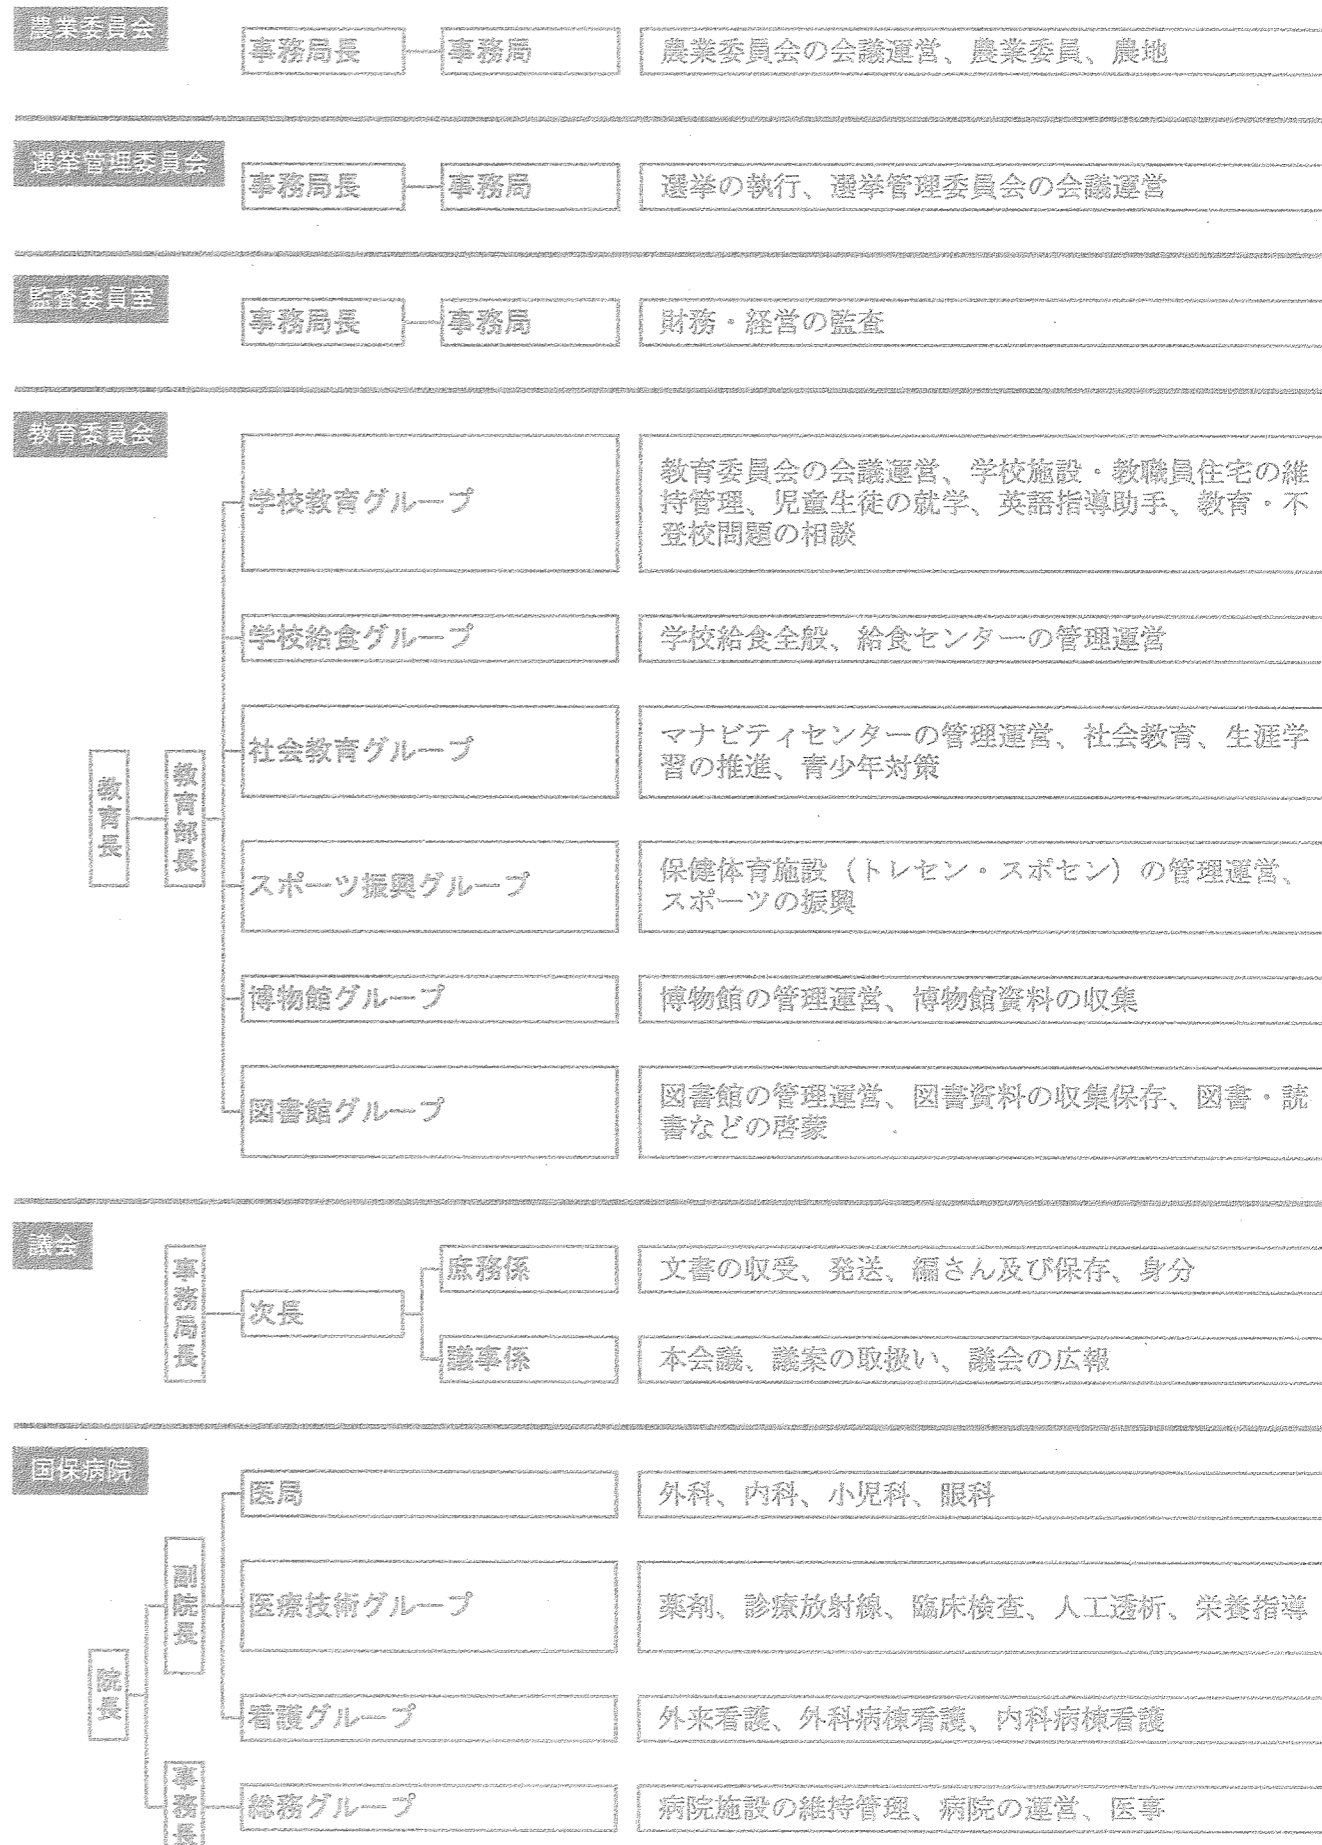 農業委員会
事務局長
事務局
農業委員会の会議運営、農業委員、農地
選挙管理委員会
事務局長
事務局
選挙の執行、選挙管理委員会の会議運営
監査委員室
事務局長
事務局
財務・経営の監査
教育委員会
教育長
教育部長
学校教育グループ
教育委員会の会議運営、学校施設・教職員住宅の維
持管理、児童生徒の就学、英語指導助手、教育・不
登校問題の相談
学校給食グループ
学校給食全般、給食センターの管理運営
社会教育グループ
マナビティセンターの管理運営、社会教育、生涯学
習の推進、青少年対策
スポーツ振興グループ
保健体育施設（トレセン・スポセン）の管理運営、
スポーツの振興
博物館グループ
博物館の管理運営、博物館資料の収集
図書館グループ
図書館の管理運営、図書資料の収集保存、図書・読
書などの啓蒙
議会
事務局長
次長
庶務係
文書の収受、発送、編さん及び保存、身分
議事係
本会議、議案の取扱い、議会の広報
国保病院
院長
副院長
医局
外科、内科、小児科、眼科
医療技術グループ
薬剤、診療放射線、臨床検査、人工透析、栄養指導
看護グループ
外来看護、外科病棟看護、内科病棟看護
事務長
総務グループ
病院施設の維持管理、病院の運営、医事